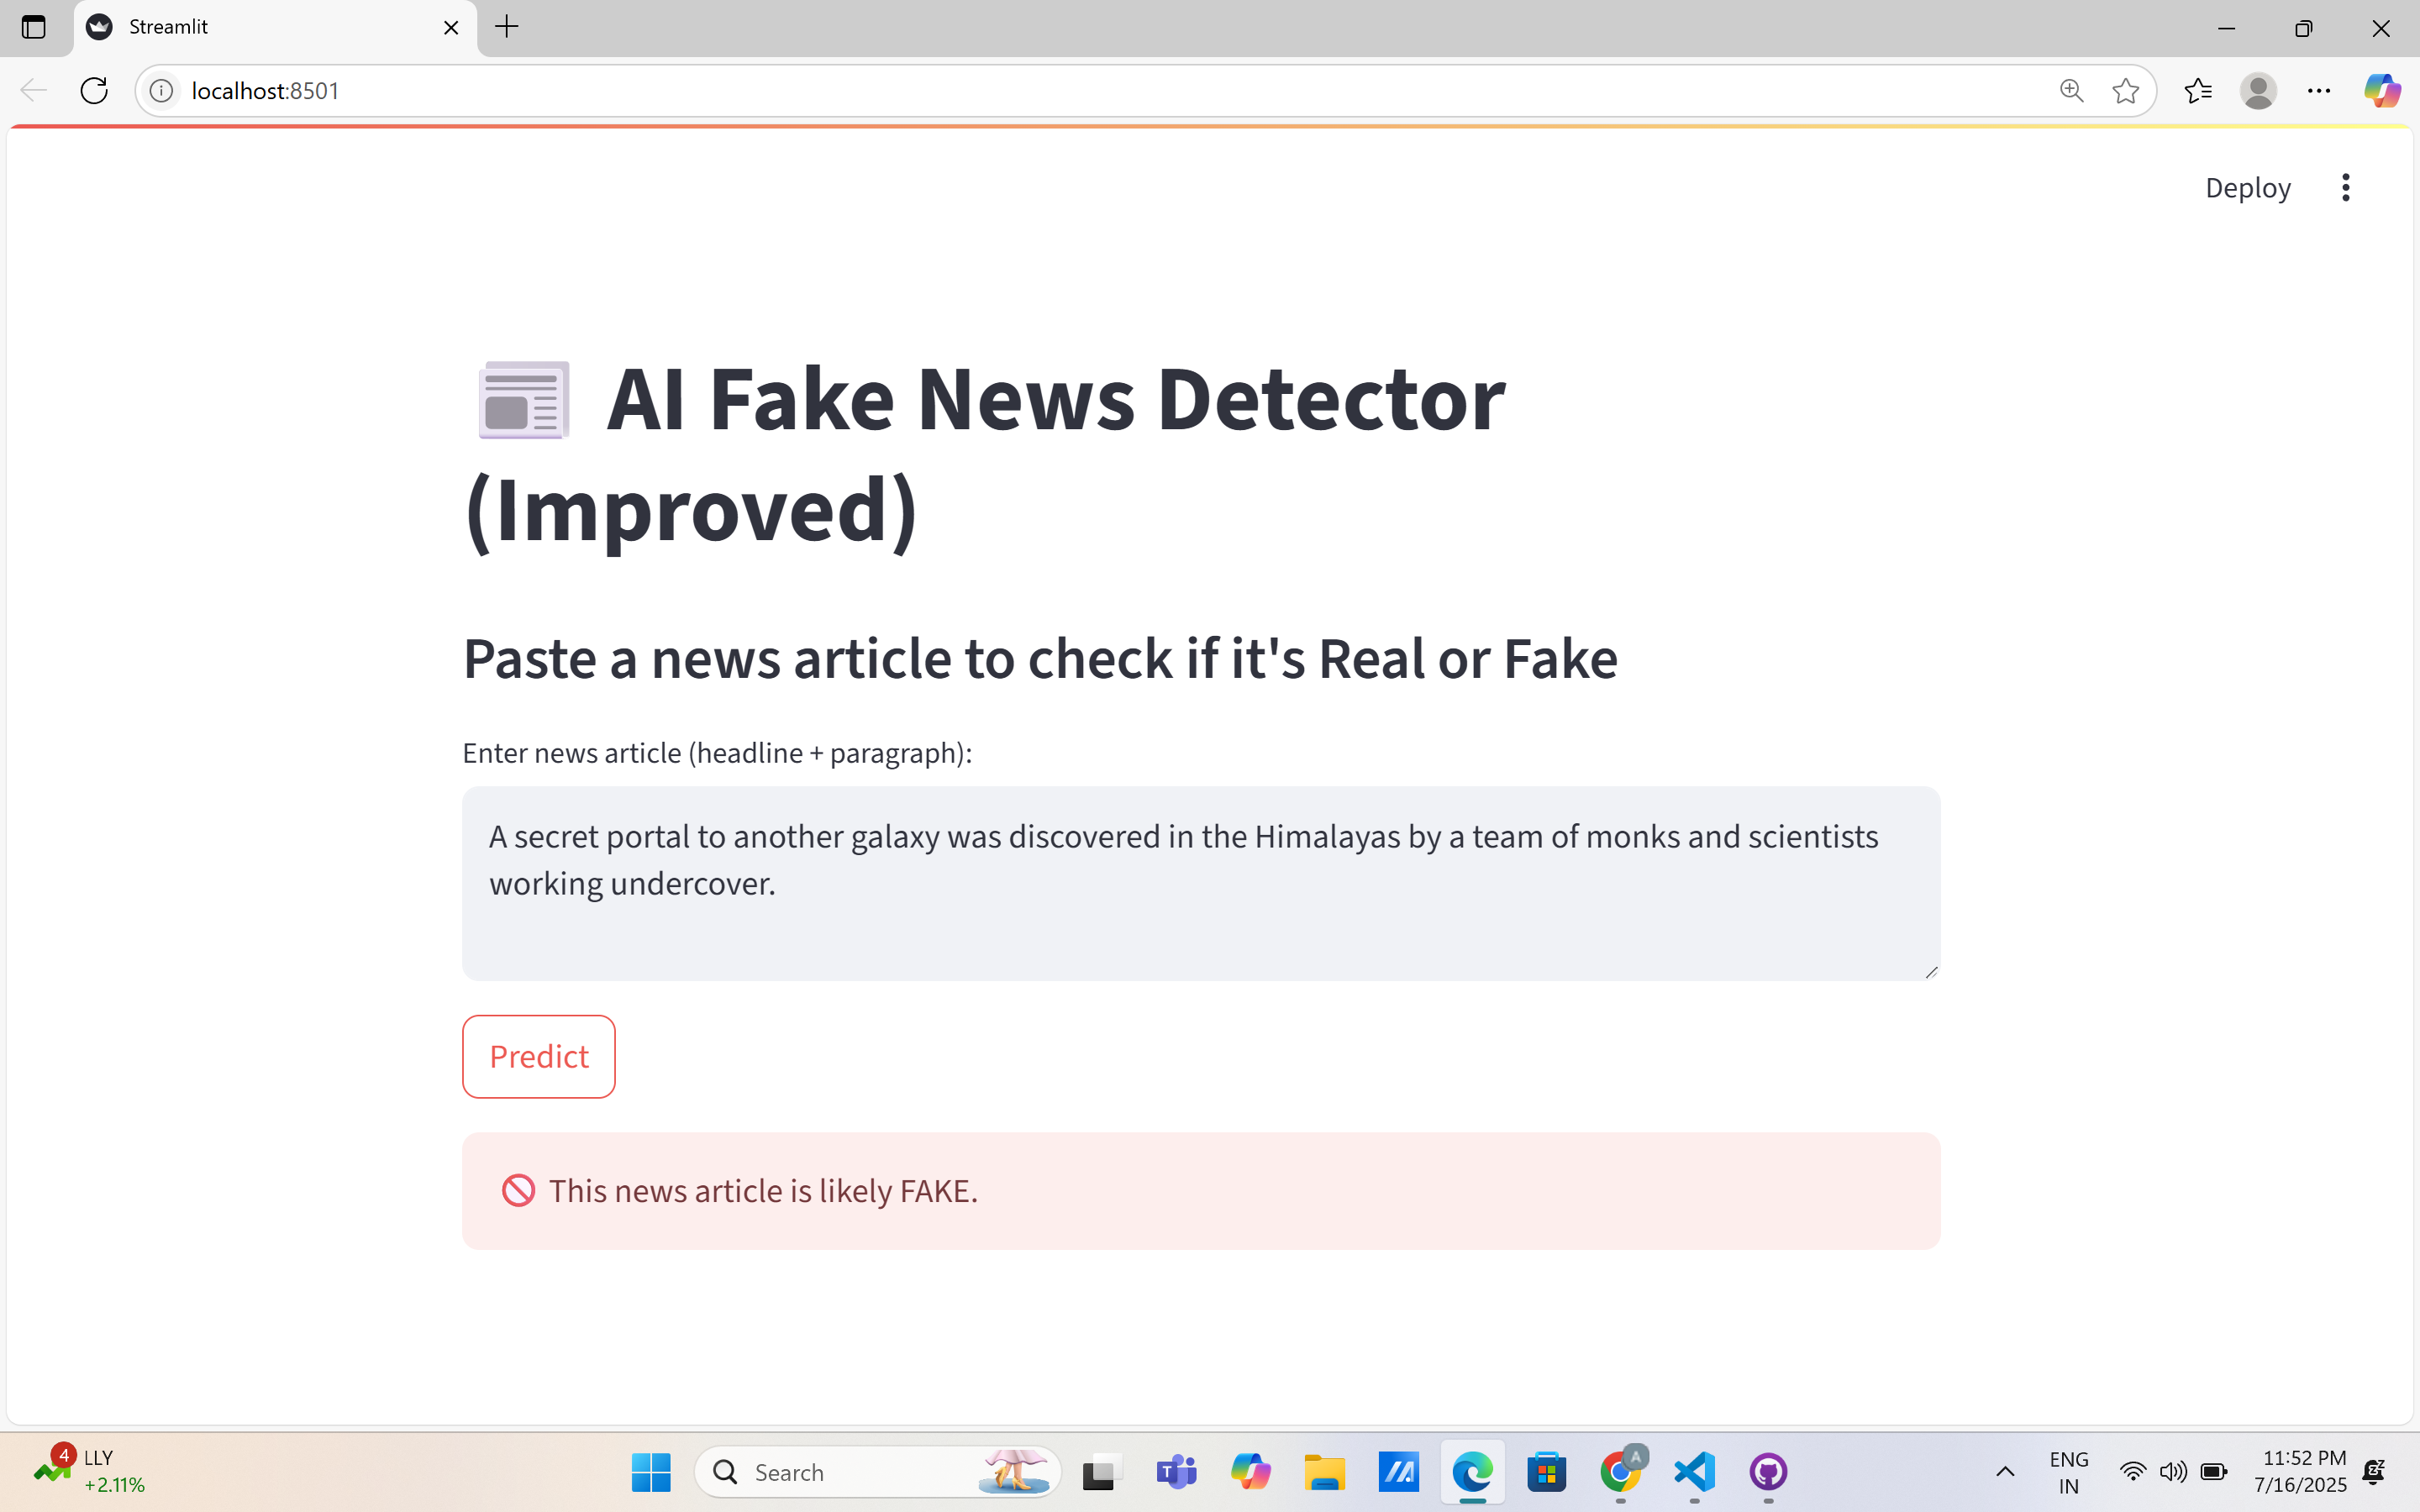 Streamlit
localhost:8501
Deploy
AI Fake News Detector
(Improved)
Paste a news article to check if it's Real or Fake
Enter news article (headline + paragraph):
A secret portal to another galaxy was discovered in the Himalayas by a team of monks and scientists
working undercover.
Predict
This news article is likely FAKE.
4
LLY
+2.11%
Search
T
A
ENG
IN
11:52 PM
7/16/2025